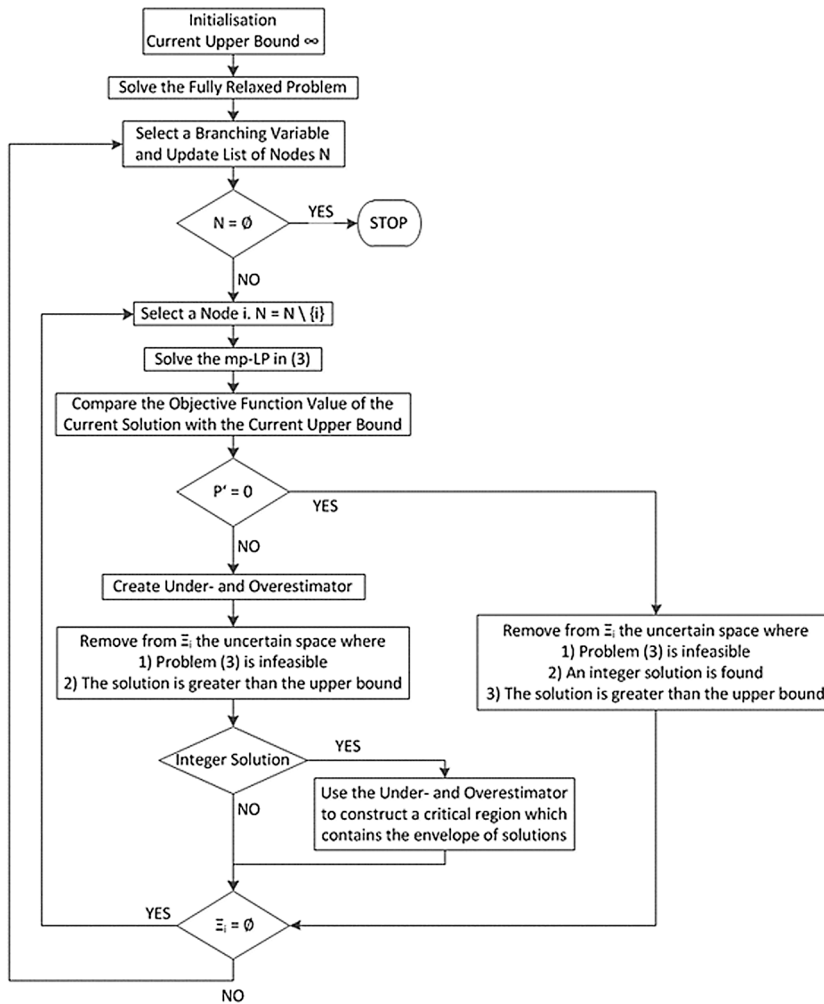 Initialisation
Current Upper Bound ∞
Solve the Fully Relaxed Problem
Select a Branching Variable
and Update List of Nodes N
N = Ø
YES
STOP
NO
Select a Node i. N = N \ {i}
Solve the mp-LP in (3)
Compare the Objective Function Value of the
Current Solution with the Current Upper Bound
P' = 0
YES
NO
Create Under- and Overestimator
Remove from Ξi the uncertain space where
1) Problem (3) is infeasible
2) The solution is greater than the upper bound
Remove from Ξi the uncertain space where
1) Problem (3) is infeasible
2) An integer solution is found
3) The solution is greater than the upper bound
Integer Solution
YES
NO
Use the Under- and Overestimator
to construct a critical region which
contains the envelope of solutions
YES
Ξi = Ø
NO